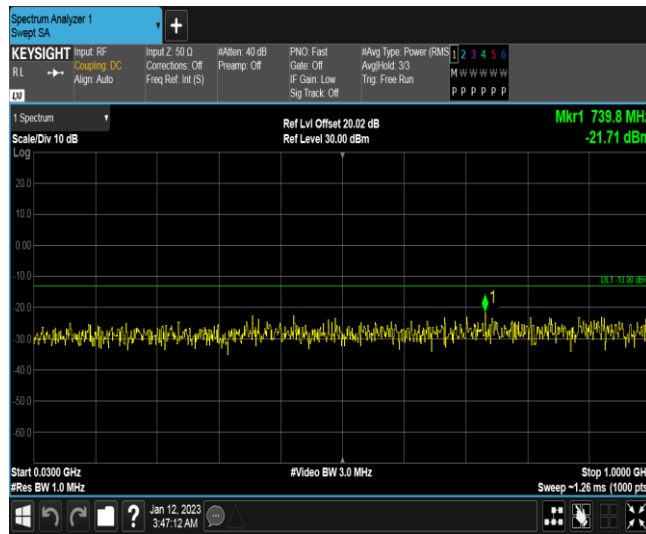 Spectrum Analyzer 1
Swept SA
+
KEYSIGHT
RL
LXI
Input: RF
Coupling: DC
Align: Auto
Input Z: 50 Ω
Corrections: Off
Freq Ref: Int (S)
#Atten: 40 dB
Preamp: Off
PNO: Fast
Gate: Off
IF Gain: Low
Sig Track: Off
#Avg Type: Power (RMS
Avg|Hold: 3/3
Trig: Free Run
1 2 3 4 5 6
M W W W W W
P P P P P P
1 Spectrum
Scale/Div 10 dB
Log
Ref Lvl Offset 20.02 dB
Ref Level 30.00 dBm
Mkr1 739.8 MHz
-21.71 dBm
20.0
10.0
0.00
-10.0
DL1 -13.00 dBm
1
-20.0
-30.0
-40.0
-50.0
-60.0
Start 0.0300 GHz
#Res BW 1.0 MHz
#Video BW 3.0 MHz
Stop 1.0000 GH
Sweep ~1.26 ms (1000 pts
?
Jan 12, 2023
3:47:12 AM